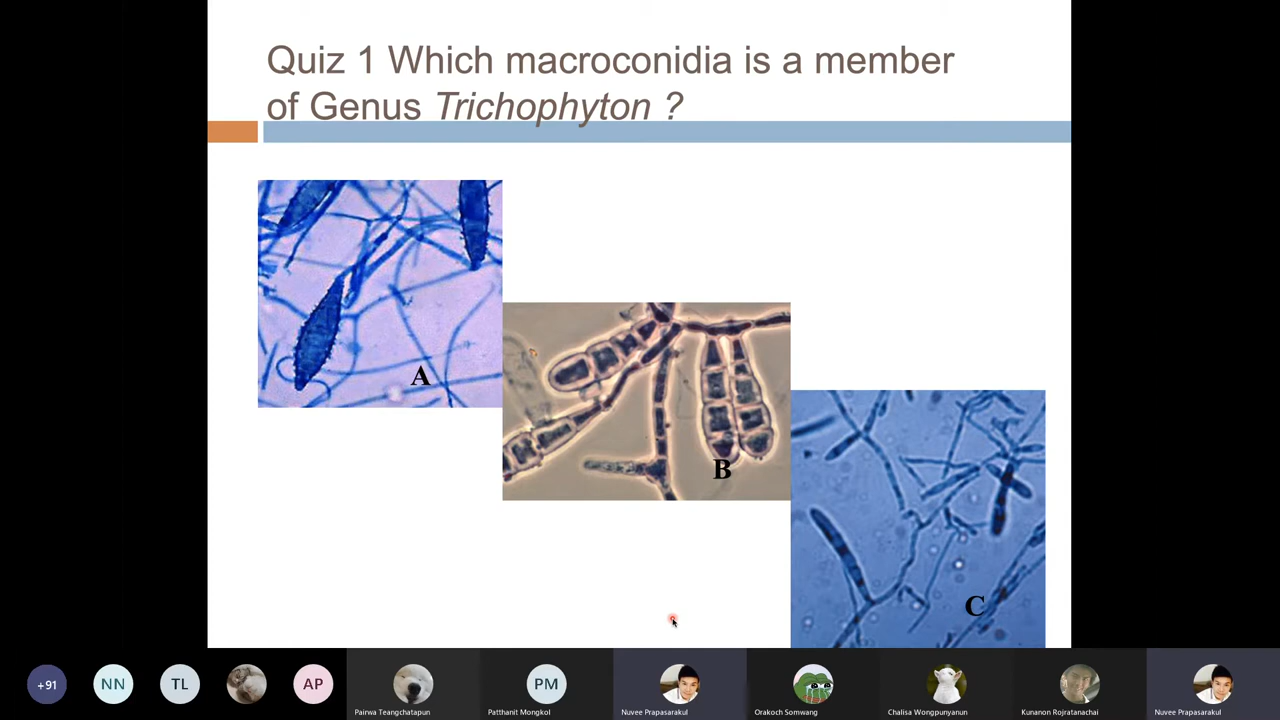 Quiz 1 Which macroconidia is a member
of Genus Trichophyton ?
A
B
C
+91
NN
TL
AP
Pairwa Teangchatapun
PM
Patthanit Mongkol
Nuvee Prapasarakul
Orakoch Somwang
Chalisa Wongpunyanun
Kunanon Rojratanachai
Nuvee Prapasarakul